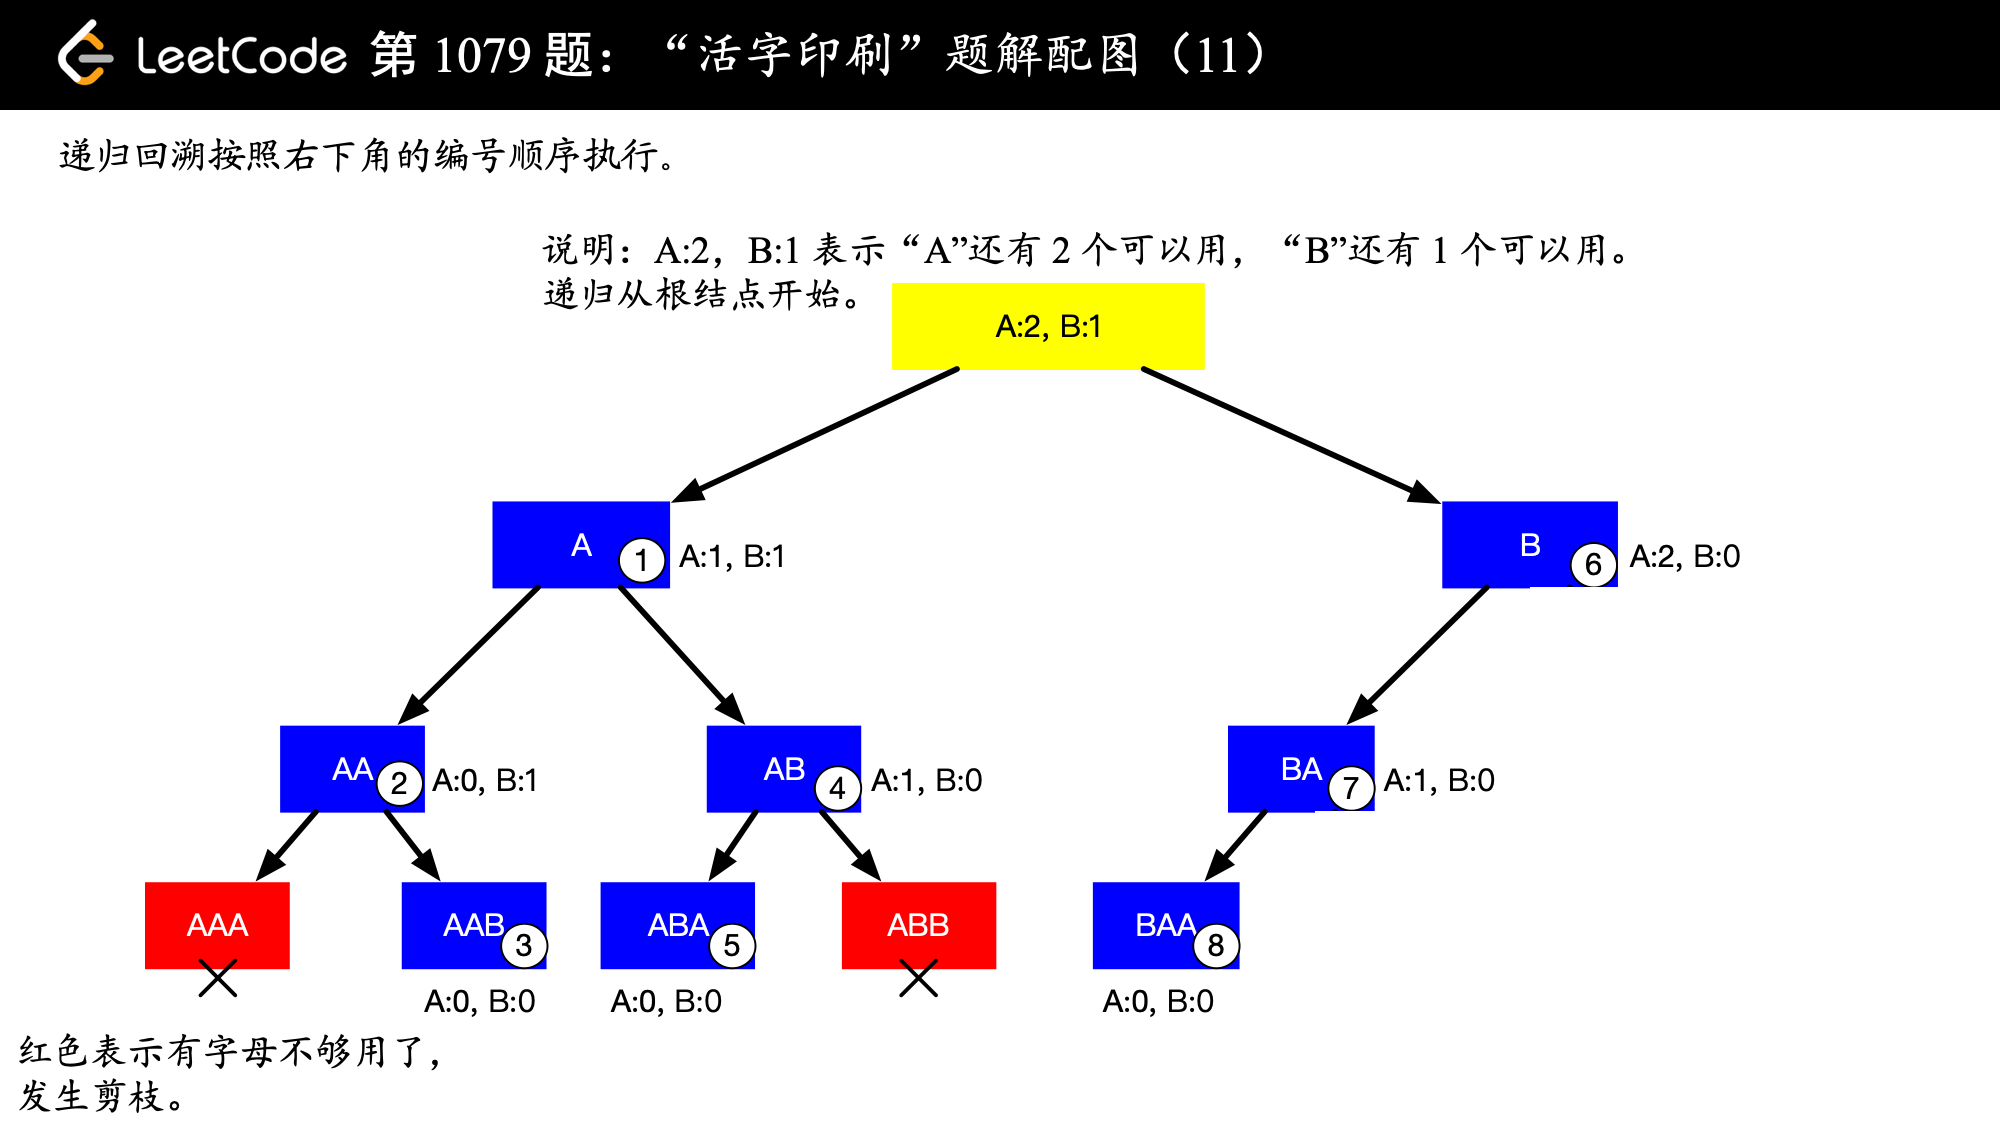 LeetCode 第 1079 题：“活字印刷”题解配图（11）
递归回溯按照右下角的编号顺序执行。
说明：A:2，B:1 表示“A”还有 2 个可以用，“B”还有 1 个可以用。
递归从根结点开始。
A:2, B:1
A 1 A:1, B:1
B 6 A:2, B:0
AA 2 A:0, B:1
AB 4 A:1, B:0
BA 7 A:1, B:0
AAA
AAB 3
ABA 5
ABB
BAA 8
A:0, B:0
A:0, B:0
A:0, B:0
红色表示有字母不够用了，
发生剪枝。